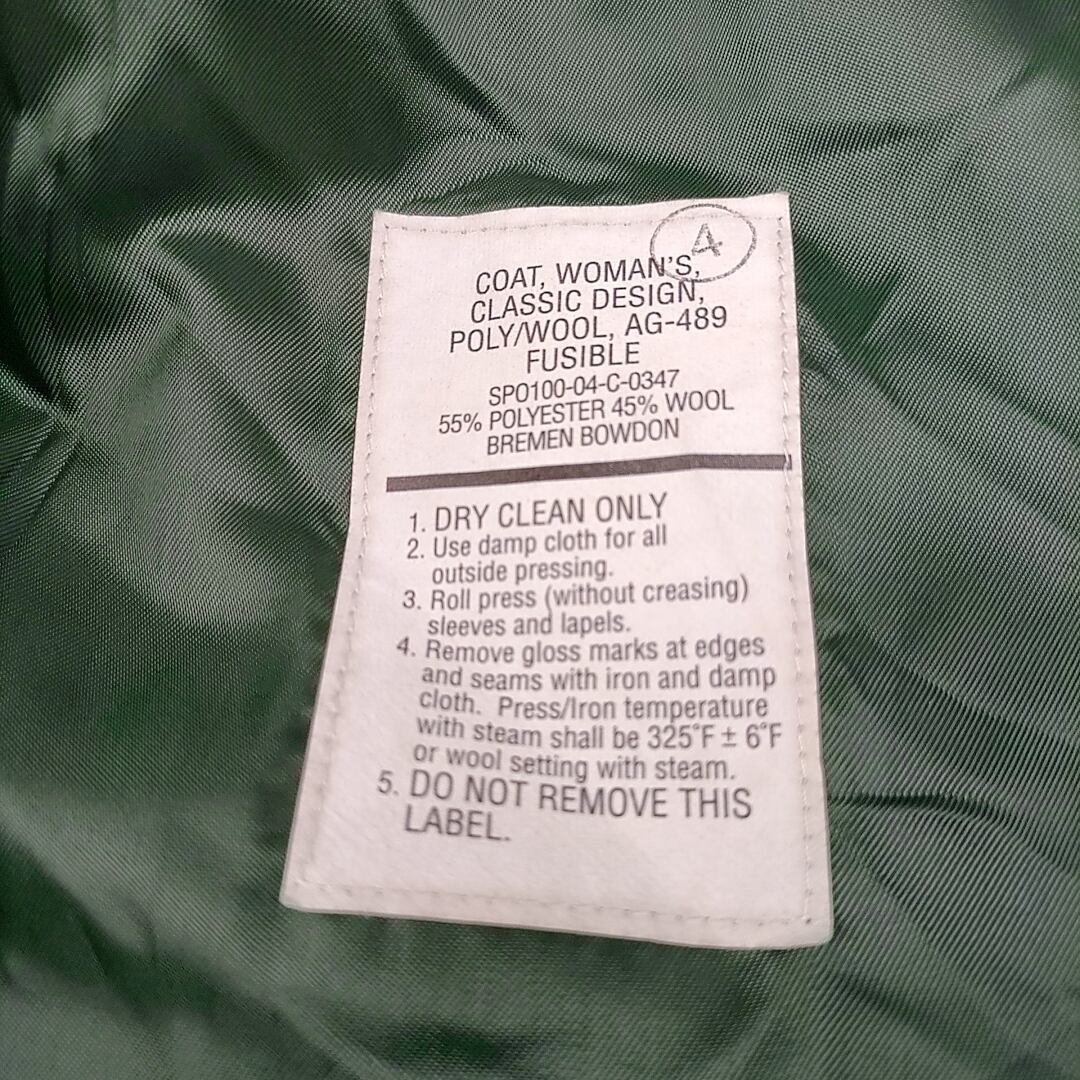 A
COAT, WOMAN'S,
CLASSIC DESIGN,
POLY/WOOL, AG-489
FUSIBLE
SPO100-04-C-0347
55% POLYESTER 45% WOOL
BREMEN BOWDON
1. DRY CLEAN ONLY
2. Use damp cloth for all
outside pressing.
3. Roll press (without creasing)
sleeves and lapels.
4. Remove gloss marks at edges
and seams with iron and damp
cloth. Press/Iron temperature
with steam shall be 325°F ± 6°F
or wool setting with steam.
5. DO NOT REMOVE THIS
LABEL.